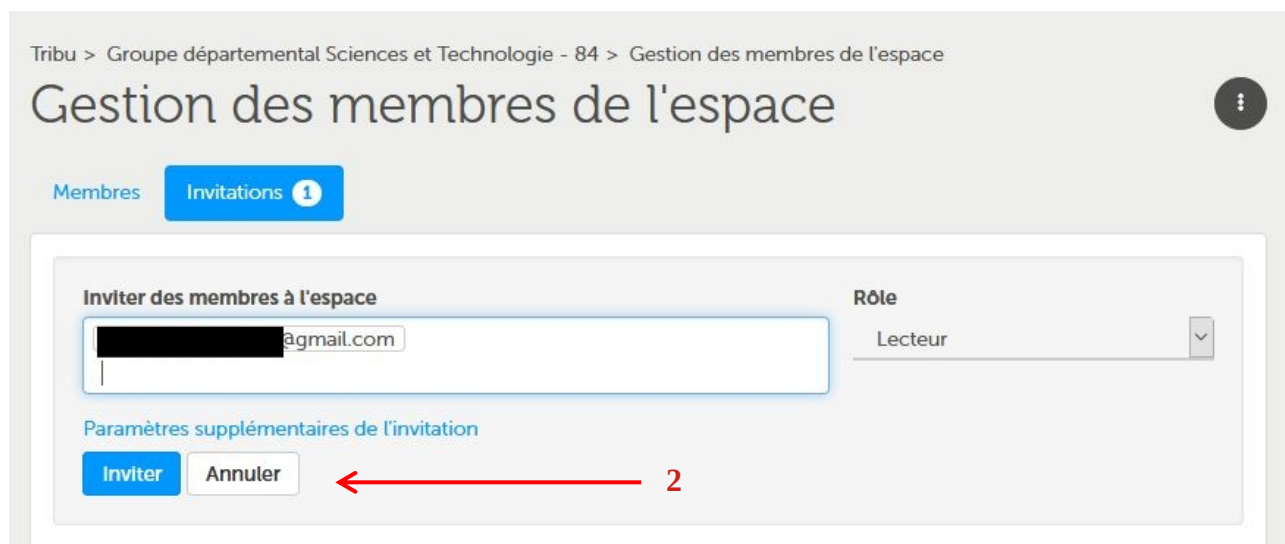 Tribu > Groupe départemental Sciences et Technologie - 84 > Gestion des membres de l'espace
Gestion des membres de l'espace
Membres Invitations 1
Inviter des membres à l'espace Rôle
@gmail.com Lecteur
Paramètres supplémentaires de l'invitation
Inviter Annuler 2